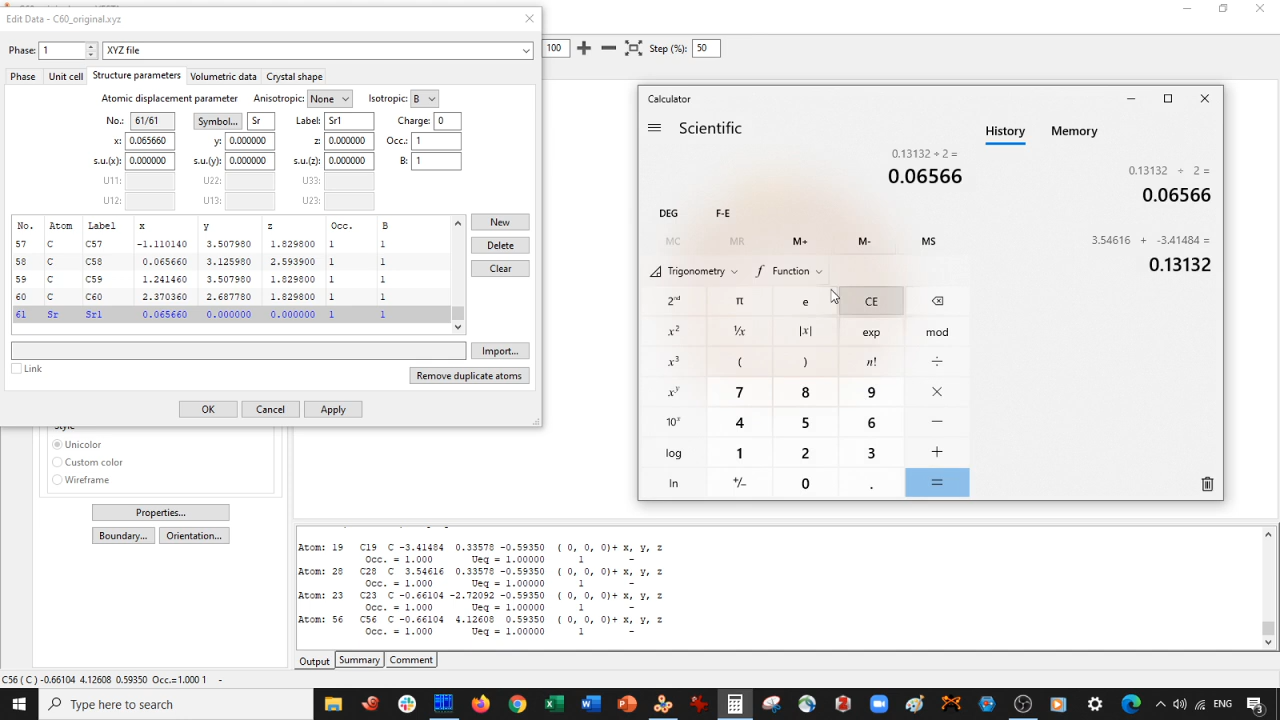 Edit Data - C60_original.xyz
Phase: 1 XYZ file
100 Step (%): 50
Phase Unit cell Structure parameters Volumetric data Crystal shape
Atomic displacement parameter Anisotropic: None Isotropic: B
No.: 61/61 Symbol... Sr Label: Sr1 Charge: 0
x: 0.065660 y: 0.000000 z: 0.000000 Occ.: 1
s.u.(x): 0.000000 s.u.(y): 0.000000 s.u.(z): 0.000000 B: 1
U11: U22: U33:
U12: U13: U23:
No. Atom Label x y z Occ. B
57 C C57 -1.110140 3.507980 1.829800 1 1
58 C C58 0.065660 3.125980 2.593900 1 1
59 C C59 1.241460 3.507980 1.829800 1 1
60 C C60 2.370360 2.687780 1.829800 1 1
61 Sr Sr1 0.065660 0.000000 0.000000 1 1
New
Delete
Clear
Import...
Link
Remove duplicate atoms
OK Cancel Apply
Unicolor
Custom color
Wireframe
Properties...
Boundary... Orientation...
Calculator
Scientific
History Memory
0.13132 ÷ 2 =
0.06566
0.13132 ÷ 2 =
0.06566
3.54616 + -3.41484 =
0.13132
DEG F-E
MC MR M+ M- MS
Trigonometry Function
2nd π e CE
x² ¹/x |x| exp mod
x³ ( ) n! ÷
xʸ 7 8 9 ×
10ˣ 4 5 6 −
log 1 2 3 +
ln +/− 0 . =
Atom: 19 C19 C -3.41484 0.33578 -0.59350 ( 0, 0, 0)+ x, y, z
Occ. = 1.000 Ueq = 1.00000 1 -
Atom: 28 C28 C 3.54616 0.33578 -0.59350 ( 0, 0, 0)+ x, y, z
Occ. = 1.000 Ueq = 1.00000 1 -
Atom: 23 C23 C -0.66104 -2.72092 -0.59350 ( 0, 0, 0)+ x, y, z
Occ. = 1.000 Ueq = 1.00000 1 -
Atom: 56 C56 C -0.66104 4.12608 0.59350 ( 0, 0, 0)+ x, y, z
Occ. = 1.000 Ueq = 1.00000 1 -
Output Summary Comment
C56 ( C ) -0.66104 4.12608 0.59350 Occ.=1.000 1 -
Type here to search
ENG
3